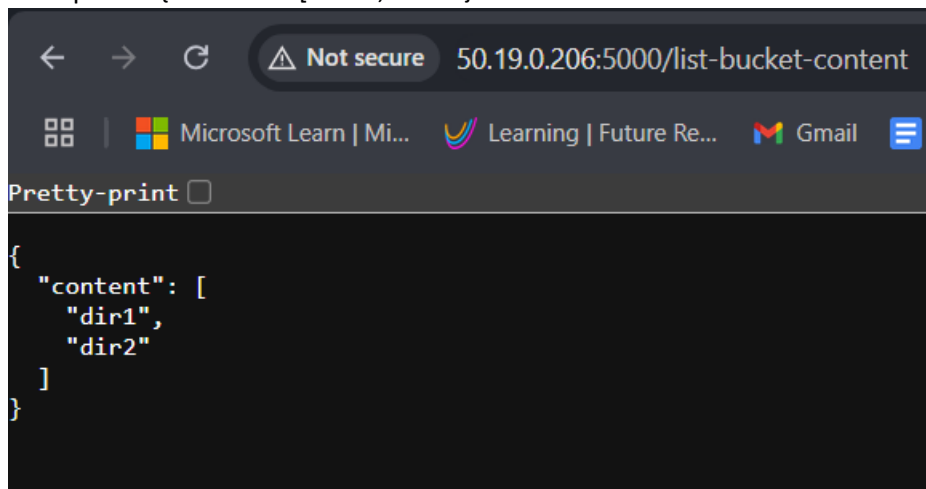 Not secure 50.19.0.206:5000/list-bucket-content
Microsoft Learn | Mi... Learning | Future Re... Gmail
Pretty-print
{
"content": [
"dir1",
"dir2"
]
}